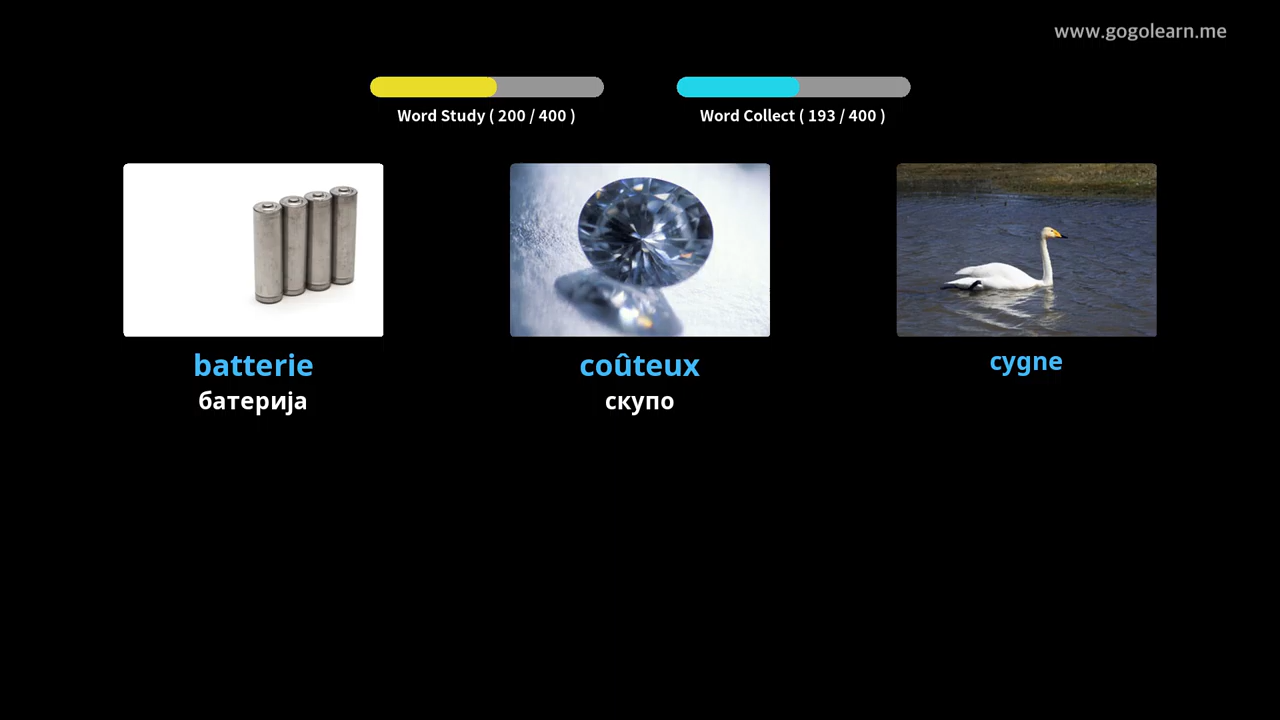 www.gogolearn.me
Word Study ( 200 / 400 )
Word Collect ( 193 / 400 )
batterie
батерија
coûteux
скупо
cygne